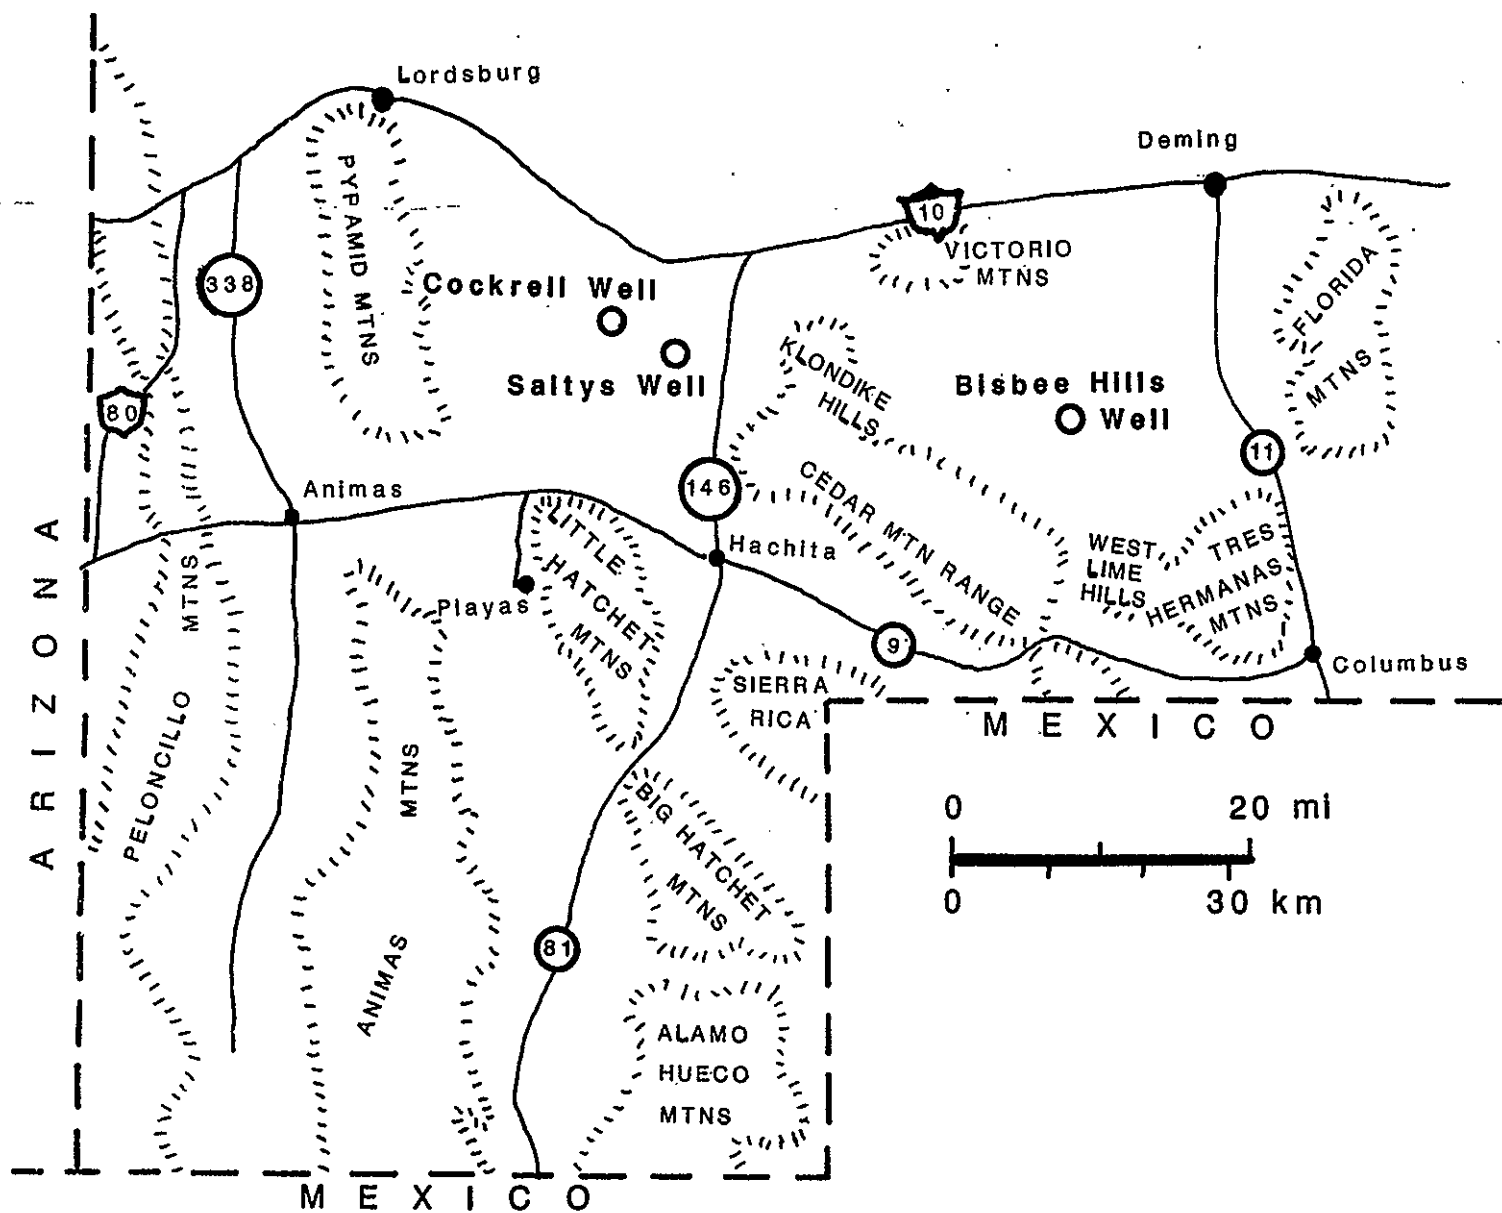 Lordsburg
Deming
10
VICTORIO
MTNS
PYPAMID MTNS
338
Cockrell Well
Saltys Well
FLORIDA
MTNS
KLONDIKE
HILLS
Bisbee Hills
Well
80
11
146
Animas
CEDAR MTN RANGE
Hachita
LITTLE
HATCHET
MTNS
Playas
WEST
LIME
HILLS
TRES
HERMANAS
MTNS
9
Columbus
ARIZONA
PELONCILLO
MTNS
SIERRA
RICA
MEXICO
ANIMAS
MTNS
BIG HATCHET
MTNS
0 20 mi
0 30 km
81
ALAMO
HUECO
MTNS
MEXICO